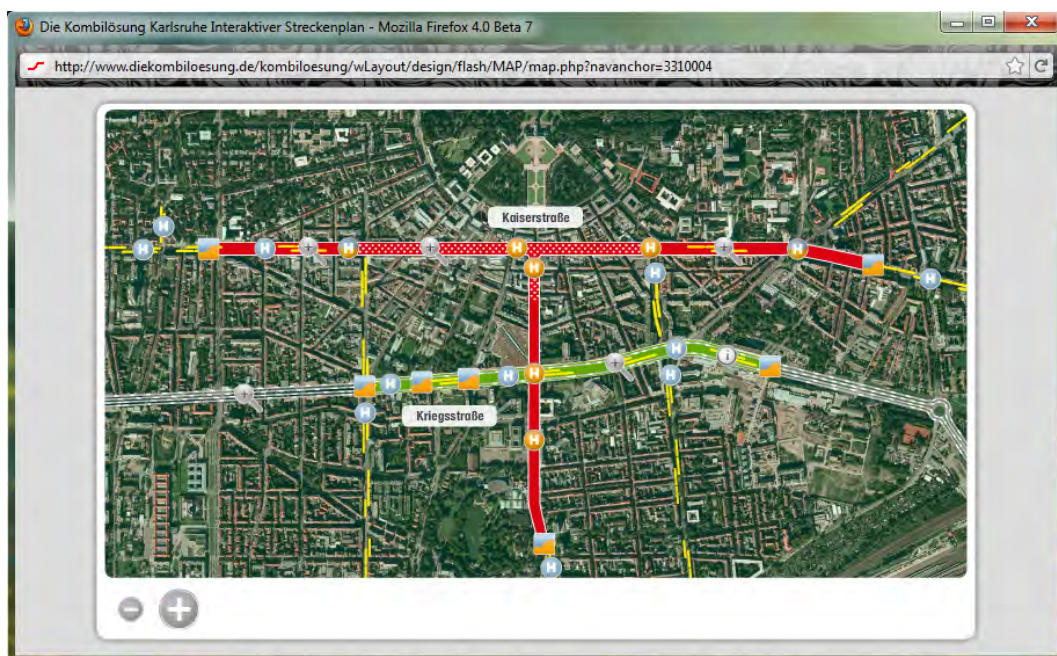 Die Kombilösung Karlsruhe Interaktiver Streckenplan - Mozilla Firefox 4.0 Beta 7
http://www.diekombiloesung.de/kombiloesung/wLayout/design/flash/MAP/map.php?navanchor=3310004
Kaiserstraße
H
H H H H H H
H
H
H
H
H H H
H
H
Kriegsstraße
H
H
i